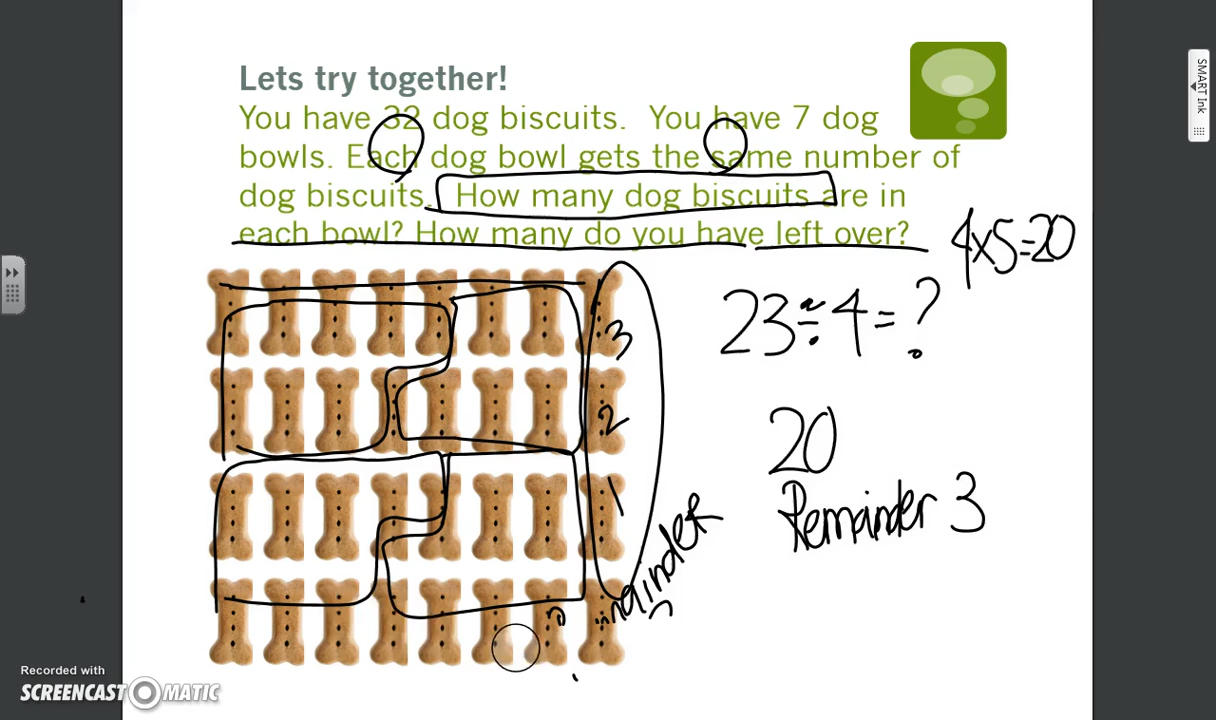 Lets try together!
You have 32 dog biscuits. You have 7 dog
bowls. Each dog bowl gets the same number of
dog biscuits. How many dog biscuits are in
each bowl? How many do you have left over?
4x5=20
23÷4=?
3
2
1
20
Remainder 3
SMART Ink
Recorded with
SCREENCAST O MATIC